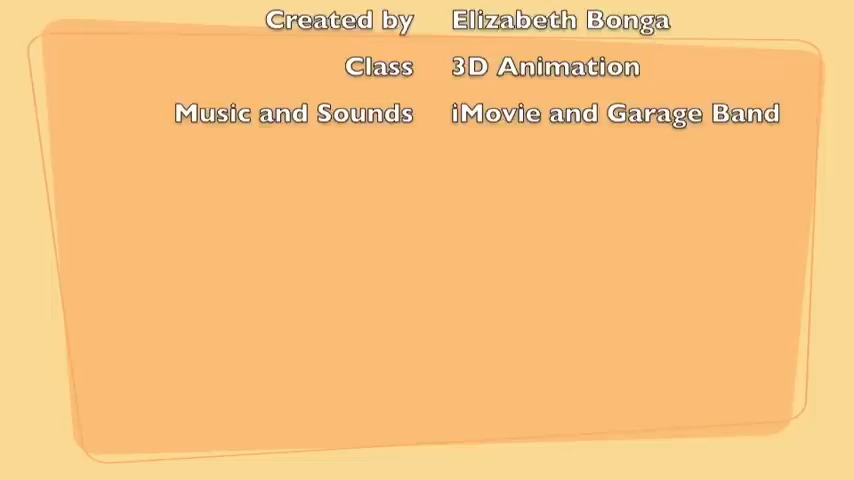 Created by Elizabeth Bonga
Class 3D Animation
Music and Sounds iMovie and Garage Band